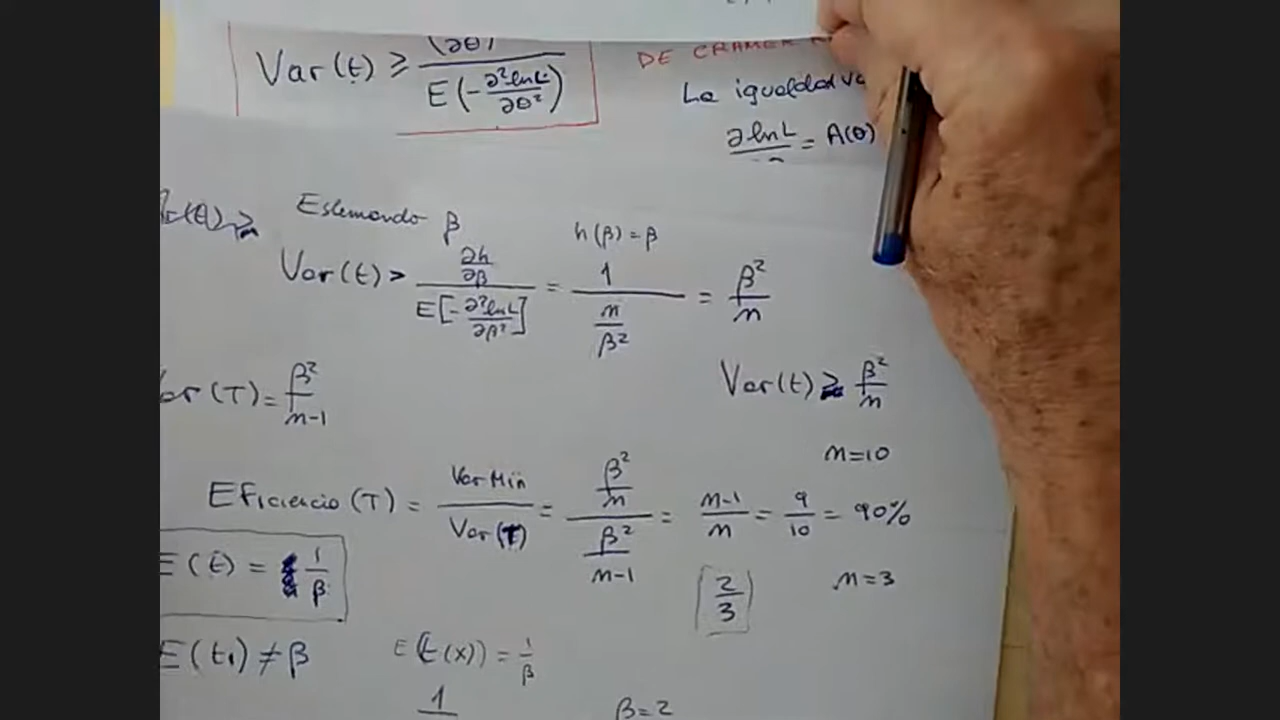 Var(t) ≥ (∂θ) / E(-∂²lnL/∂θ²)
DE CRAMER
La igualdad
∂lnL = A(θ)
Estemando β
h(β) = β
Var(t) > ∂h/∂β / E[-∂²lnL/∂β²] = 1 / (n/β²) = β²/n
Var(T) = β²/(n-1)
Var(t) ≥ β²/n
n=10
Eficiencia(T) = Var Min / Var(T) = (β²/n) / (β²/(n-1)) = (n-1)/n = 9/10 = 90%
E(t) = 1/β
2/3
n=3
E(t₁) ≠ β
E(t(x)) = 1/β
1
β=2